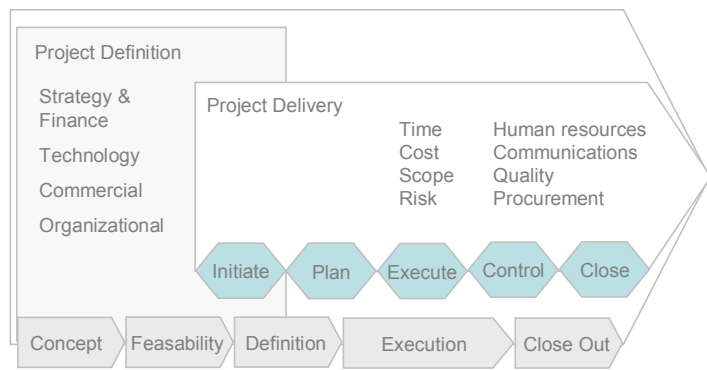 Project Definition
Strategy &
Finance
Technology
Commercial
Organizational
Project Delivery
Time Human resources
Cost Communications
Scope Quality
Risk Procurement
Initiate Plan Execute Control Close
Concept Feasability Definition Execution Close Out